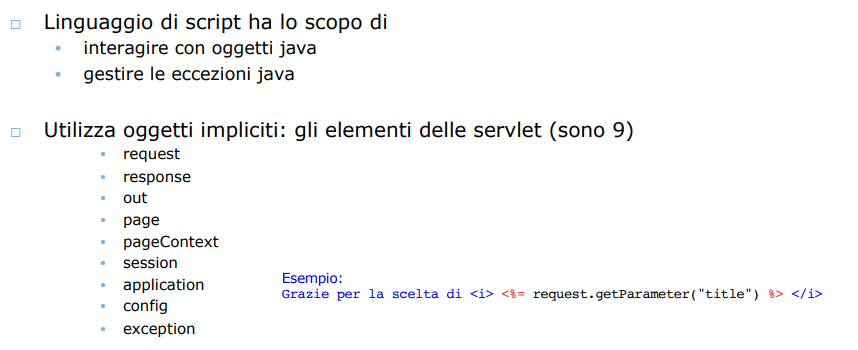 Linguaggio di script ha lo scopo di
interagire con oggetti java
gestire le eccezioni java
Utilizza oggetti impliciti: gli elementi delle servlet (sono 9)
request
response
out
page
pageContext
session
application
config
exception
Esempio:
Grazie per la scelta di <i> <%= request.getParameter("title") %> </i>